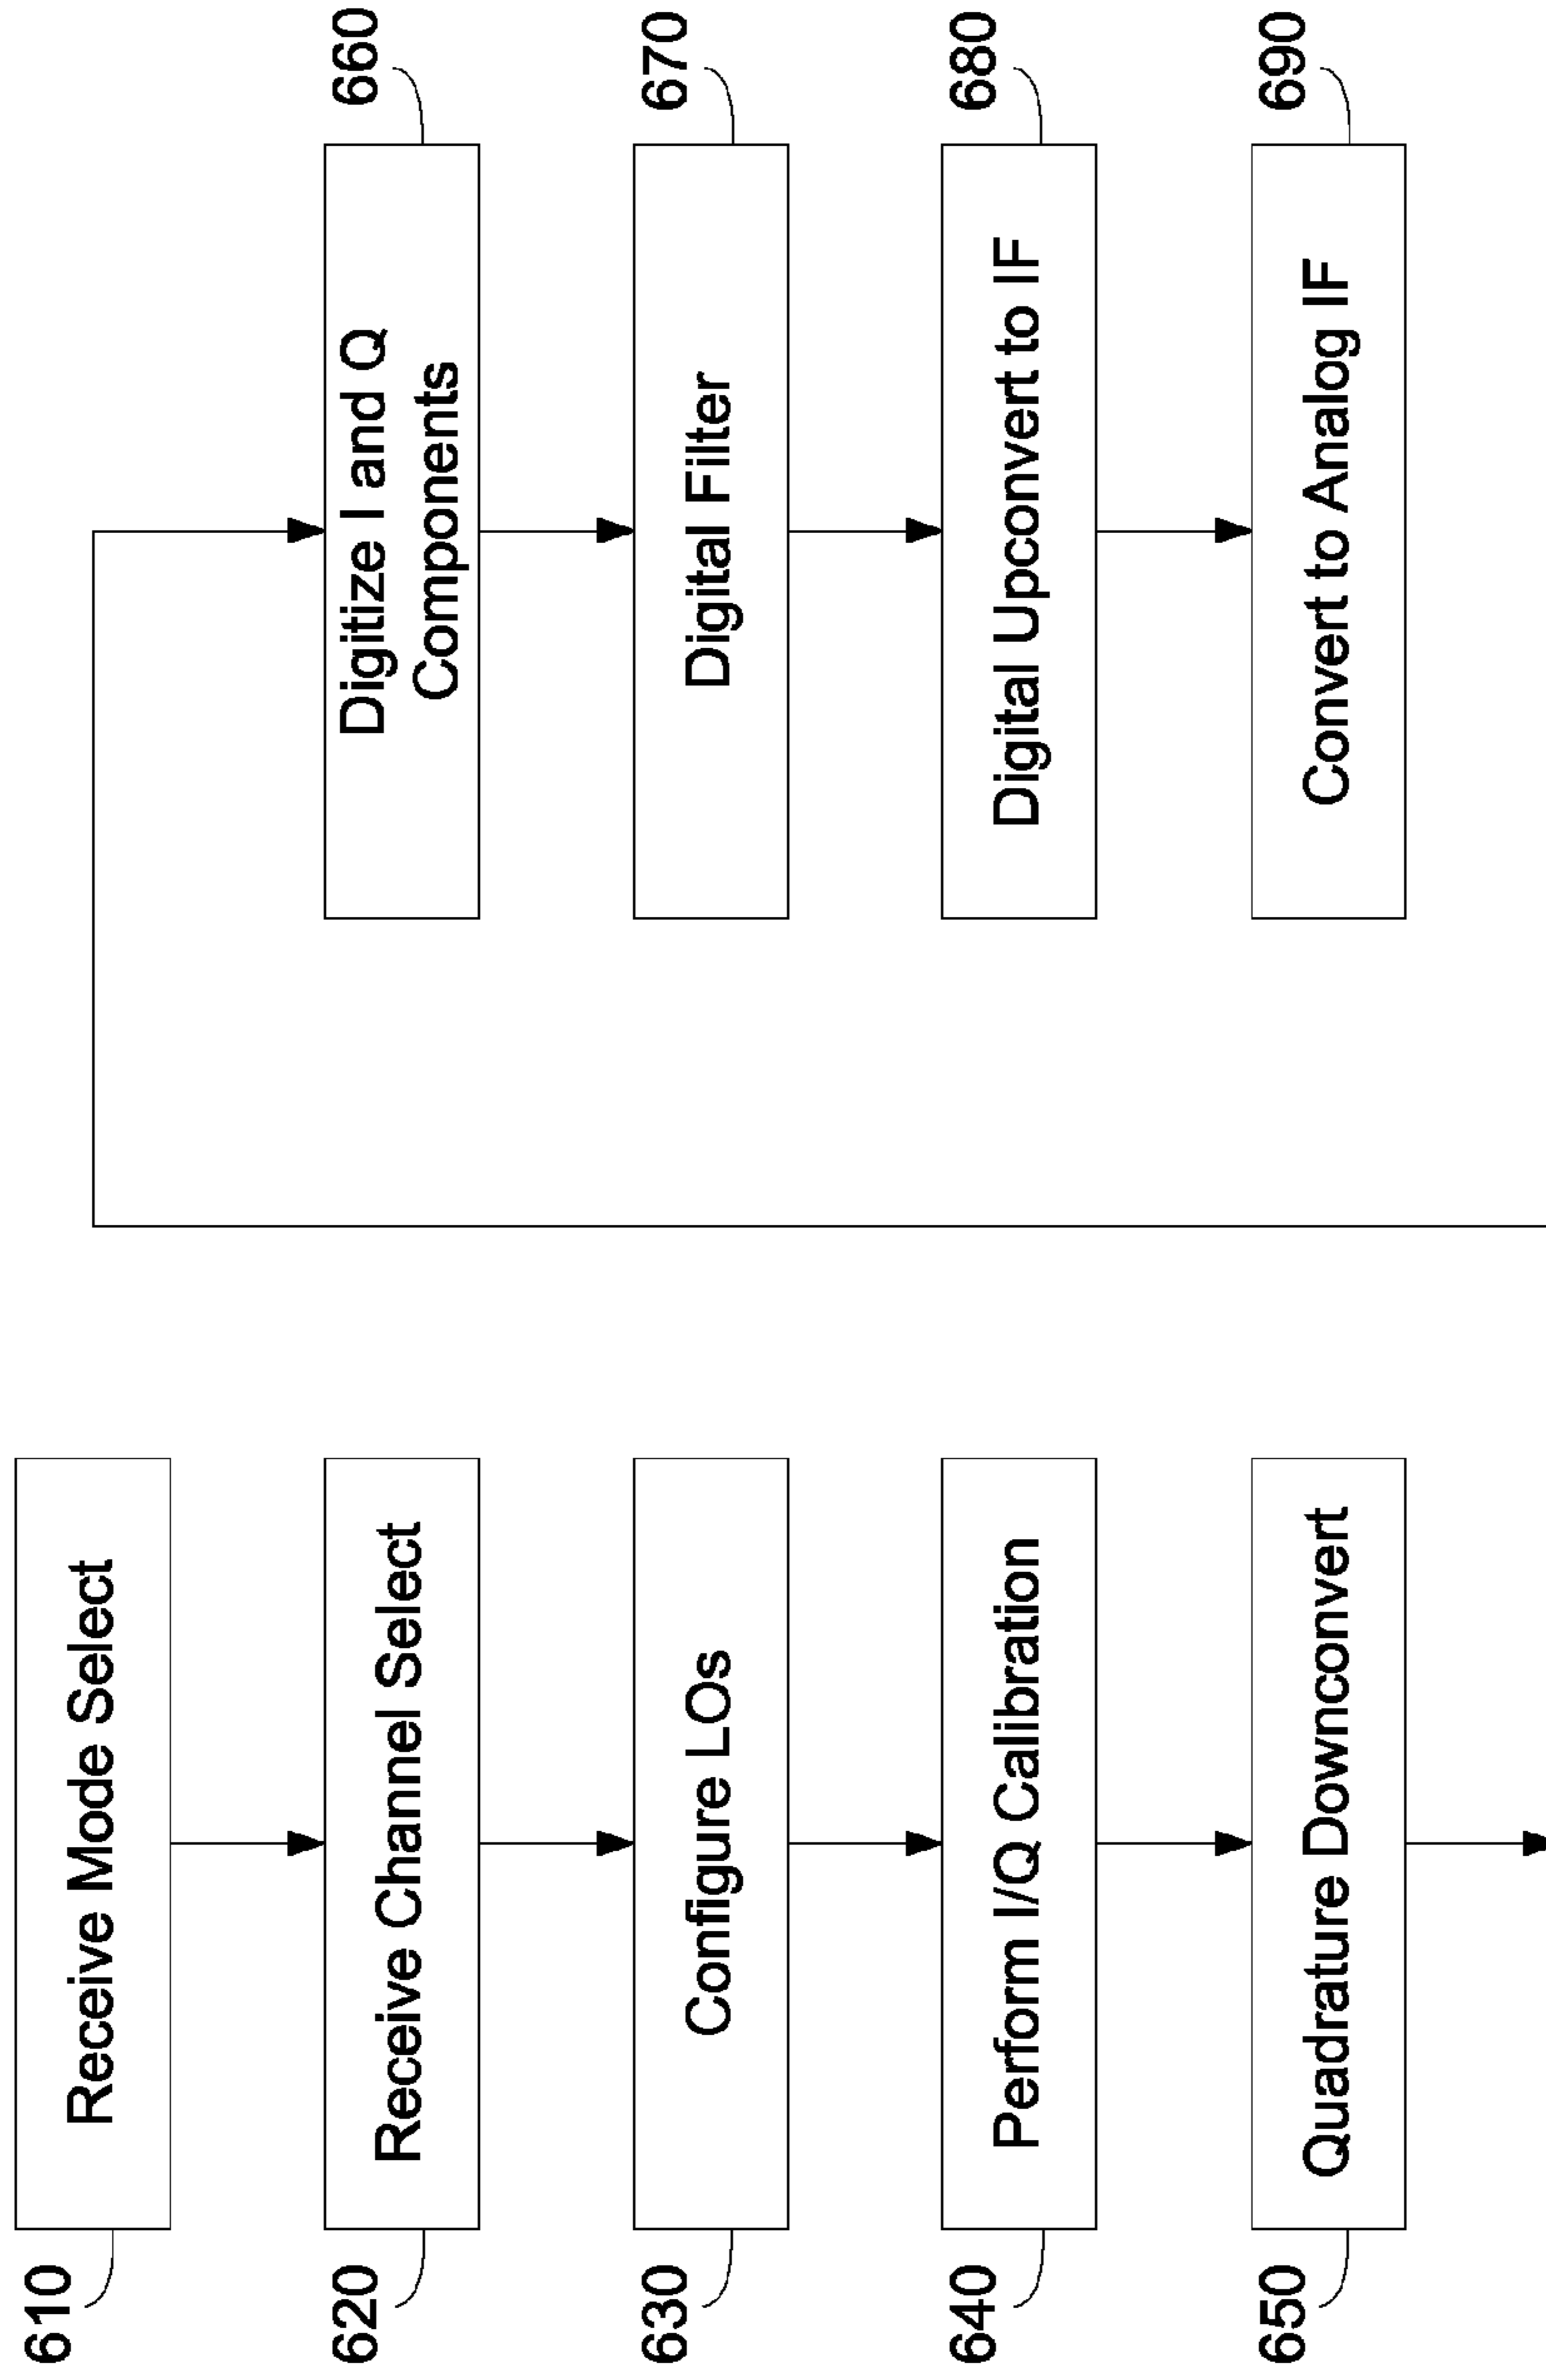 610
Receive Mode Select
620
Receive Channel Select
630
Configure LOs
640
Perform I/Q Calibration
650
Quadrature Downconvert
660
Digitize I and Q
Components
670
Digital Filter
680
Digital Upconvert to IF
690
Convert to Analog IF